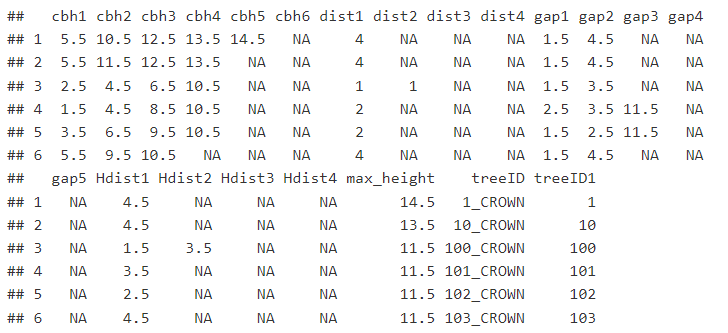 ##   cbh1 cbh2 cbh3 cbh4 cbh5 cbh6 dist1 dist2 dist3 dist4 gap1 gap2 gap3 gap4
## 1  5.5 10.5 12.5 13.5 14.5   NA     4    NA    NA    NA  1.5  4.5   NA   NA
## 2  5.5 11.5 12.5 13.5   NA   NA     4    NA    NA    NA  1.5  4.5   NA   NA
## 3  2.5  4.5  6.5 10.5   NA   NA     1     1    NA    NA  1.5  3.5   NA   NA
## 4  1.5  4.5  8.5 10.5   NA   NA     2    NA    NA    NA  2.5  3.5 11.5   NA
## 5  3.5  6.5  9.5 10.5   NA   NA     2    NA    NA    NA  1.5  2.5 11.5   NA
## 6  5.5  9.5 10.5   NA   NA   NA     4    NA    NA    NA  1.5  4.5   NA   NA
##   gap5 Hdist1 Hdist2 Hdist3 Hdist4 max_height    treeID treeID1
## 1   NA    4.5     NA     NA     NA       14.5   1_CROWN       1
## 2   NA    4.5     NA     NA     NA       13.5  10_CROWN      10
## 3   NA    1.5    3.5     NA     NA       11.5 100_CROWN     100
## 4   NA    3.5     NA     NA     NA       11.5 101_CROWN     101
## 5   NA    2.5     NA     NA     NA       11.5 102_CROWN     102
## 6   NA    4.5     NA     NA     NA       11.5 103_CROWN     103